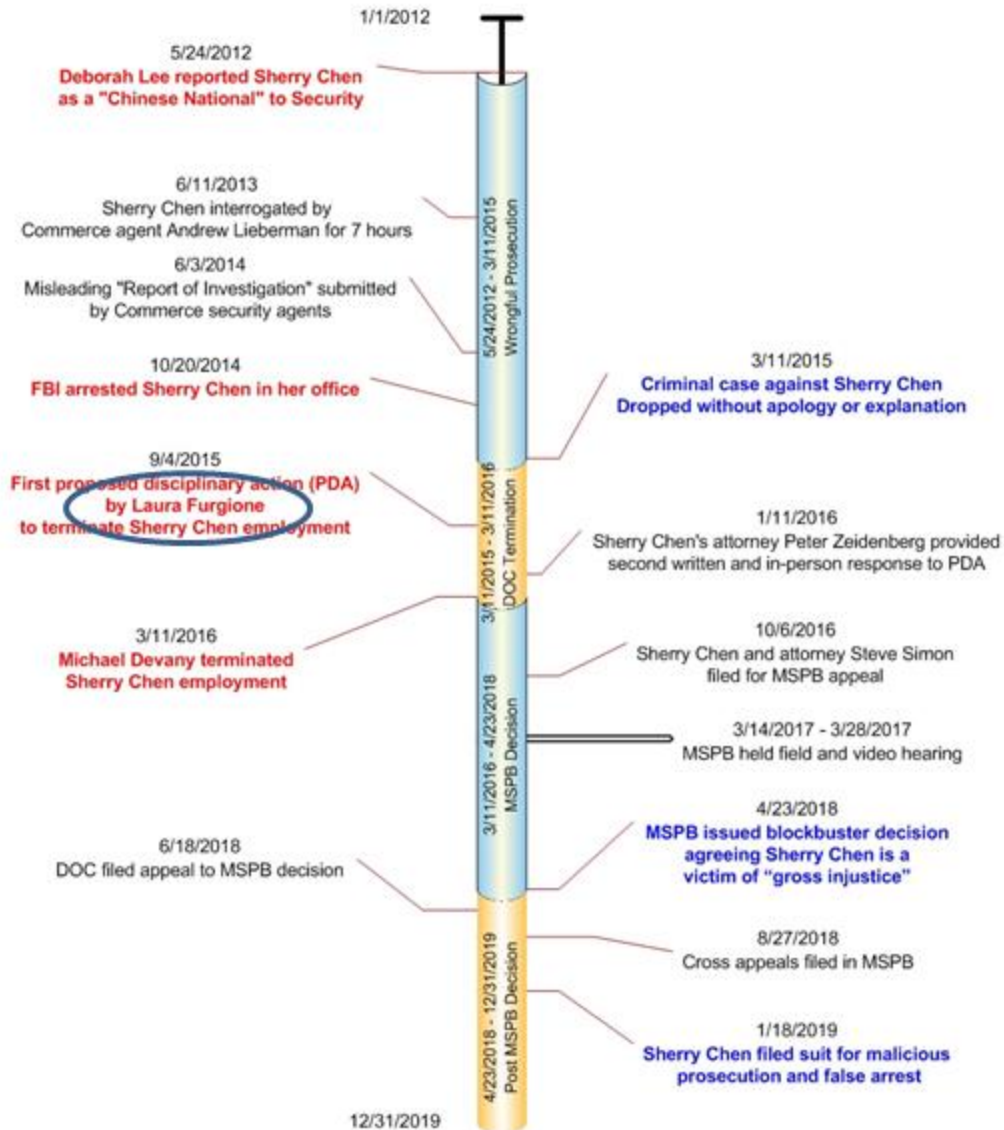 1/1/2012
5/24/2012
Deborah Lee reported Sherry Chen
as a "Chinese National" to Security
6/11/2013
Sherry Chen interrogated by
Commerce agent Andrew Lieberman for 7 hours
6/3/2014
Misleading "Report of Investigation" submitted
by Commerce security agents
10/20/2014
FBI arrested Sherry Chen in her office
5/24/2012 - 3/11/2015
Wrongful Prosecution
3/11/2015
Criminal case against Sherry Chen
Dropped without apology or explanation
9/4/2015
First proposed disciplinary action (PDA)
by Laura Furgione
to terminate Sherry Chen employment
3/11/2015 - 3/11/2016
DOC Termination
1/11/2016
Sherry Chen's attorney Peter Zeidenberg provided
second written and in-person response to PDA
3/11/2016
Michael Devany terminated
Sherry Chen employment
10/6/2016
Sherry Chen and attorney Steve Simon
filed for MSPB appeal
3/11/2016 - 4/23/2018
MSPB Decision
3/14/2017 - 3/28/2017
MSPB held field and video hearing
4/23/2018
MSPB issued blockbuster decision
agreeing Sherry Chen is a
victim of “gross injustice”
6/18/2018
DOC filed appeal to MSPB decision
8/27/2018
Cross appeals filed in MSPB
4/23/2018 - 12/31/2019
Post MSPB Decision
1/18/2019
Sherry Chen filed suit for malicious
prosecution and false arrest
12/31/2019